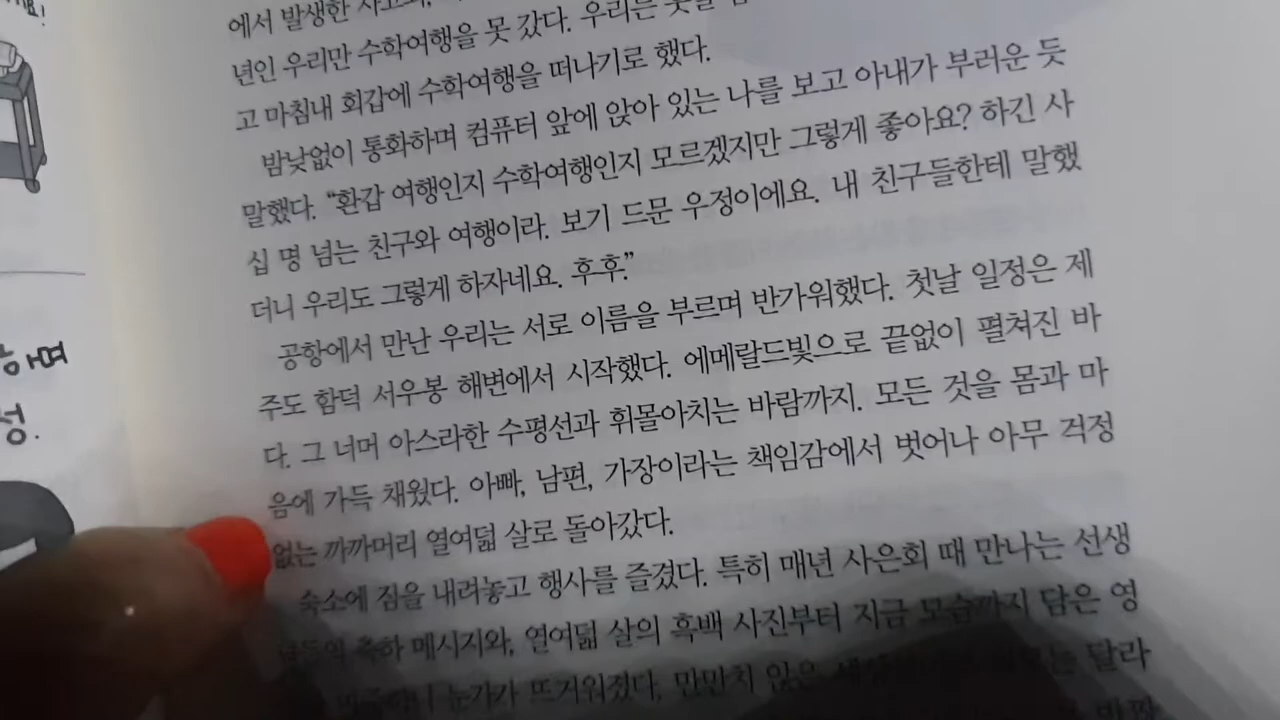 에서 발생한
년인 우리만 수학여행을 못 갔다. 우리는
고 마침내 회갑에 수학여행을 떠나기로 했다.
밤낮없이 통화하며 컴퓨터 앞에 앉아 있는 나를 보고 아내가 부러운 듯
말했다. “환갑 여행인지 수학여행인지 모르겠지만 그렇게 좋아요? 하긴 사
십 명 넘는 친구와 여행이라. 보기 드문 우정이에요. 내 친구들한테 말했
더니 우리도 그렇게 하자네요. 후후.”
공항에서 만난 우리는 서로 이름을 부르며 반가워했다. 첫날 일정은 제
주도 함덕 서우봉 해변에서 시작했다. 에메랄드빛으로 끝없이 펼쳐진 바
다. 그 너머 아스라한 수평선과 휘몰아치는 바람까지. 모든 것을 몸과 마
음에 가득 채웠다. 아빠, 남편, 가장이라는 책임감에서 벗어나 아무 걱정
없는 까까머리 열여덟 살로 돌아갔다.
숙소에 짐을 내려놓고 행사를 즐겼다. 특히 매년 사은회 때 만나는 선생
축하 메시지와, 열여덟 살의 흑백 사진부터 지금 모습까지 담은 영
눈가가 뜨거워졌다. 만만치 않은 달라